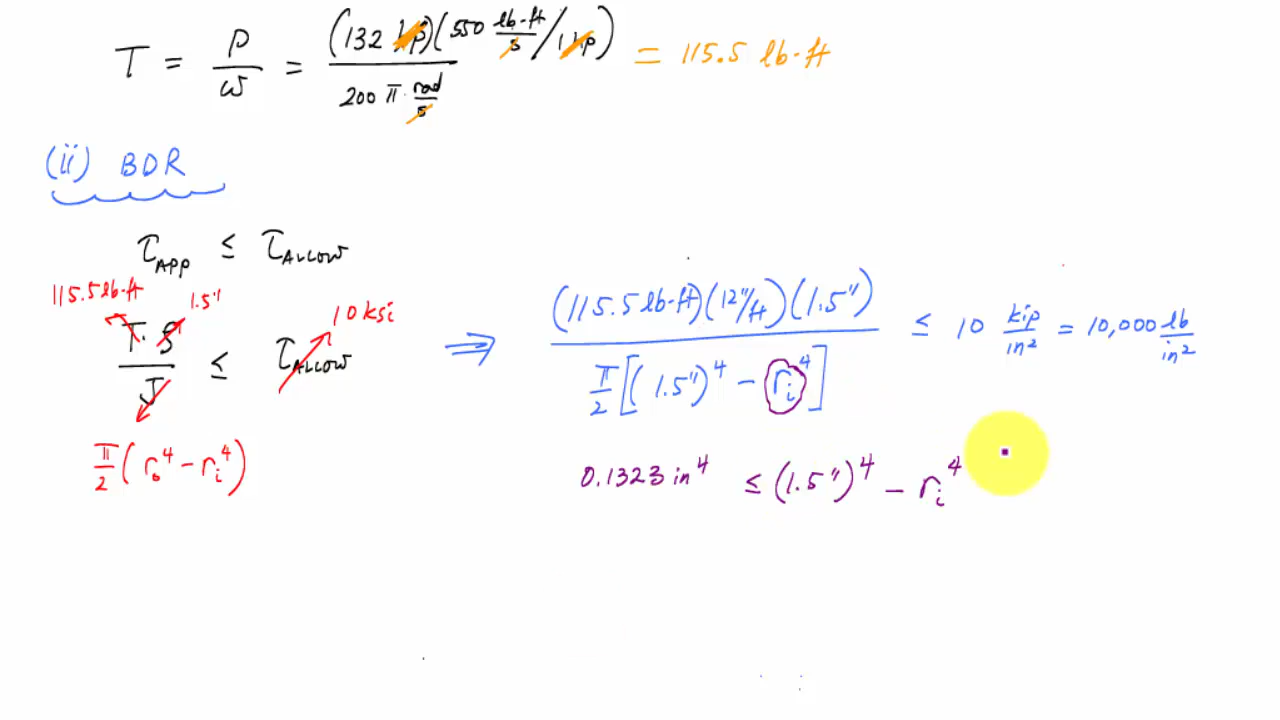 T = P/ω = (132 hp)(550 lb-ft/s / 1 hp) / 200 π · rad/s = 115.5 lb-ft
(ii) BDR
τAPP ≤ τALLOW
115.5 lb-ft 1.5" 10 ksi
T·ρ/J ≤ τALLOW ⇒ (115.5 lb-ft)(12"/ft)(1.5") / π/2[(1.5")⁴ − rᵢ⁴] ≤ 10 kip/in² = 10,000 lb/in²
π/2 (r₀⁴ − rᵢ⁴)
0.1323 in⁴ ≤ (1.5")⁴ − rᵢ⁴